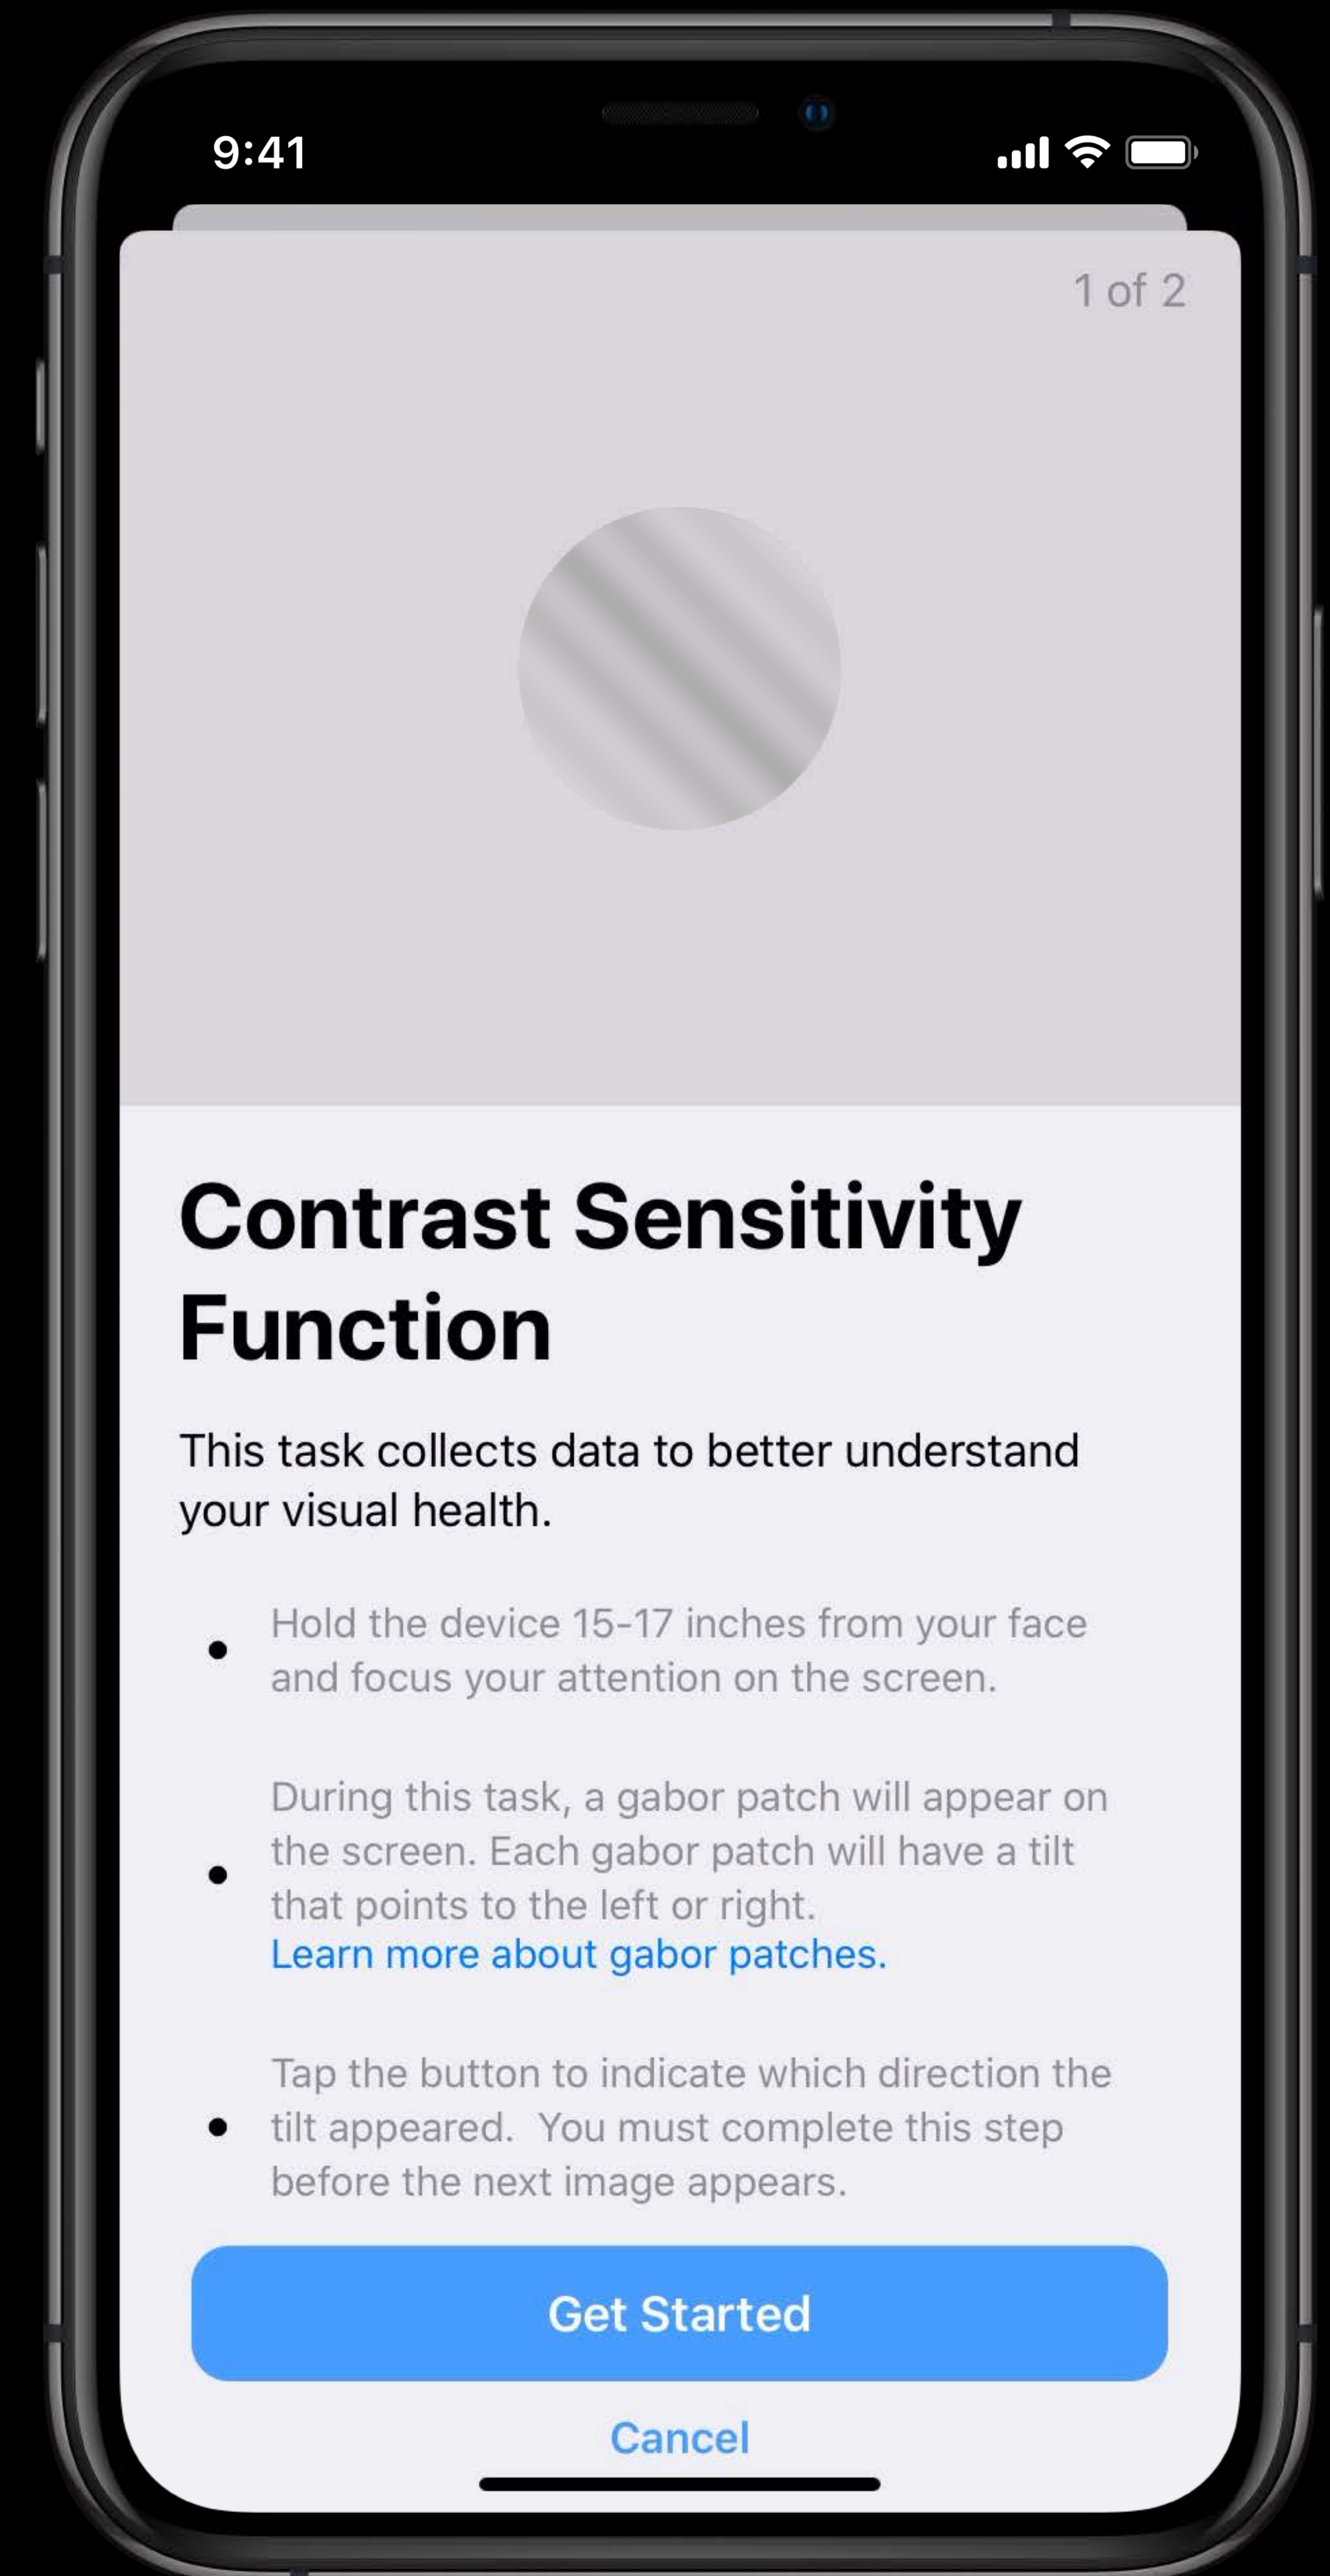 9:41
1 of 2
Contrast Sensitivity
Function
This task collects data to better understand
your visual health.
Hold the device 15-17 inches from your face
and focus your attention on the screen.
During this task, a gabor patch will appear on
the screen. Each gabor patch will have a tilt
that points to the left or right.
Learn more about gabor patches.
Tap the button to indicate which direction the
tilt appeared.  You must complete this step
before the next image appears.
Get Started
Cancel